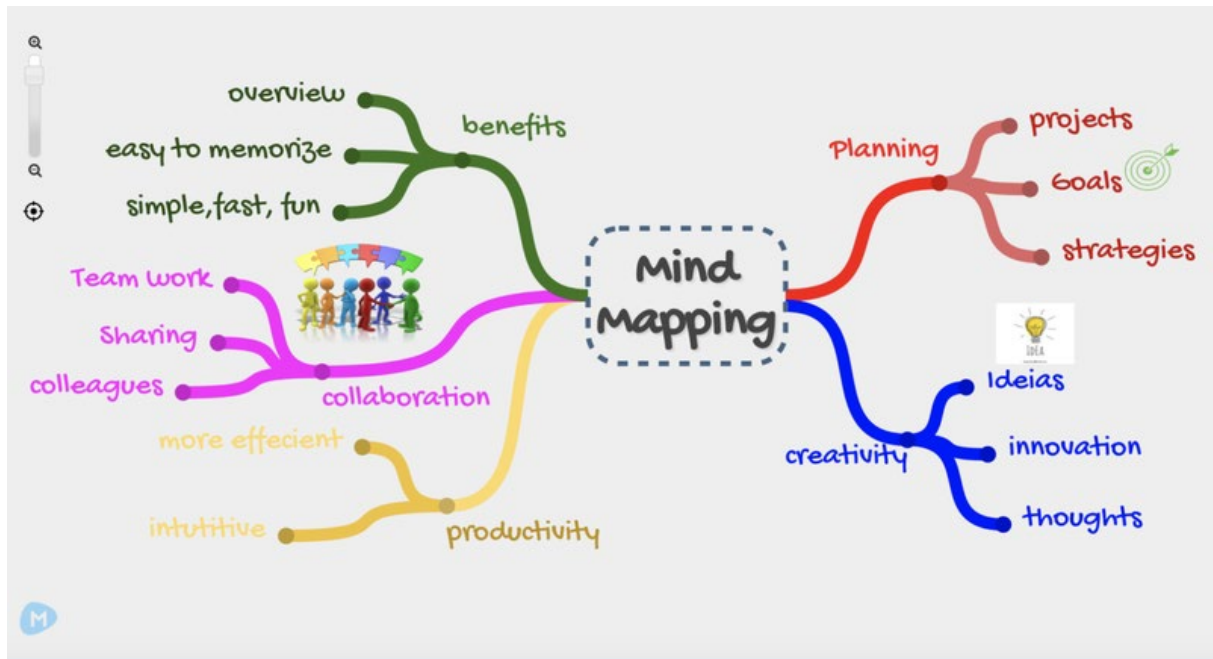 Mind
Mapping
benefits
overview
easy to memorize
simple, fast, fun
collaboration
Team work
Sharing
colleagues
productivity
more effecient
intutitive
Planning
projects
Goals
strategies
creativity
IDEA
Ideias
innovation
thoughts
M